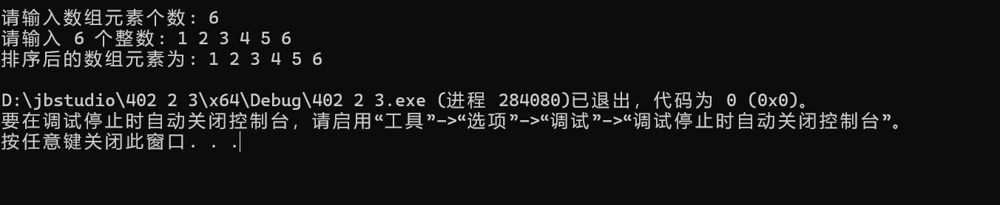 请输入数组元素个数: 6
请输入 6 个整数: 1 2 3 4 5 6
排序后的数组元素为: 1 2 3 4 5 6
D:\jbstudio\402 2 3\x64\Debug\402 2 3.exe (进程 284080)已退出，代码为 0 (0x0)。
要在调试停止时自动关闭控制台，请启用“工具”->“选项”->“调试”->“调试停止时自动关闭控制台”。
按任意键关闭此窗口. . .